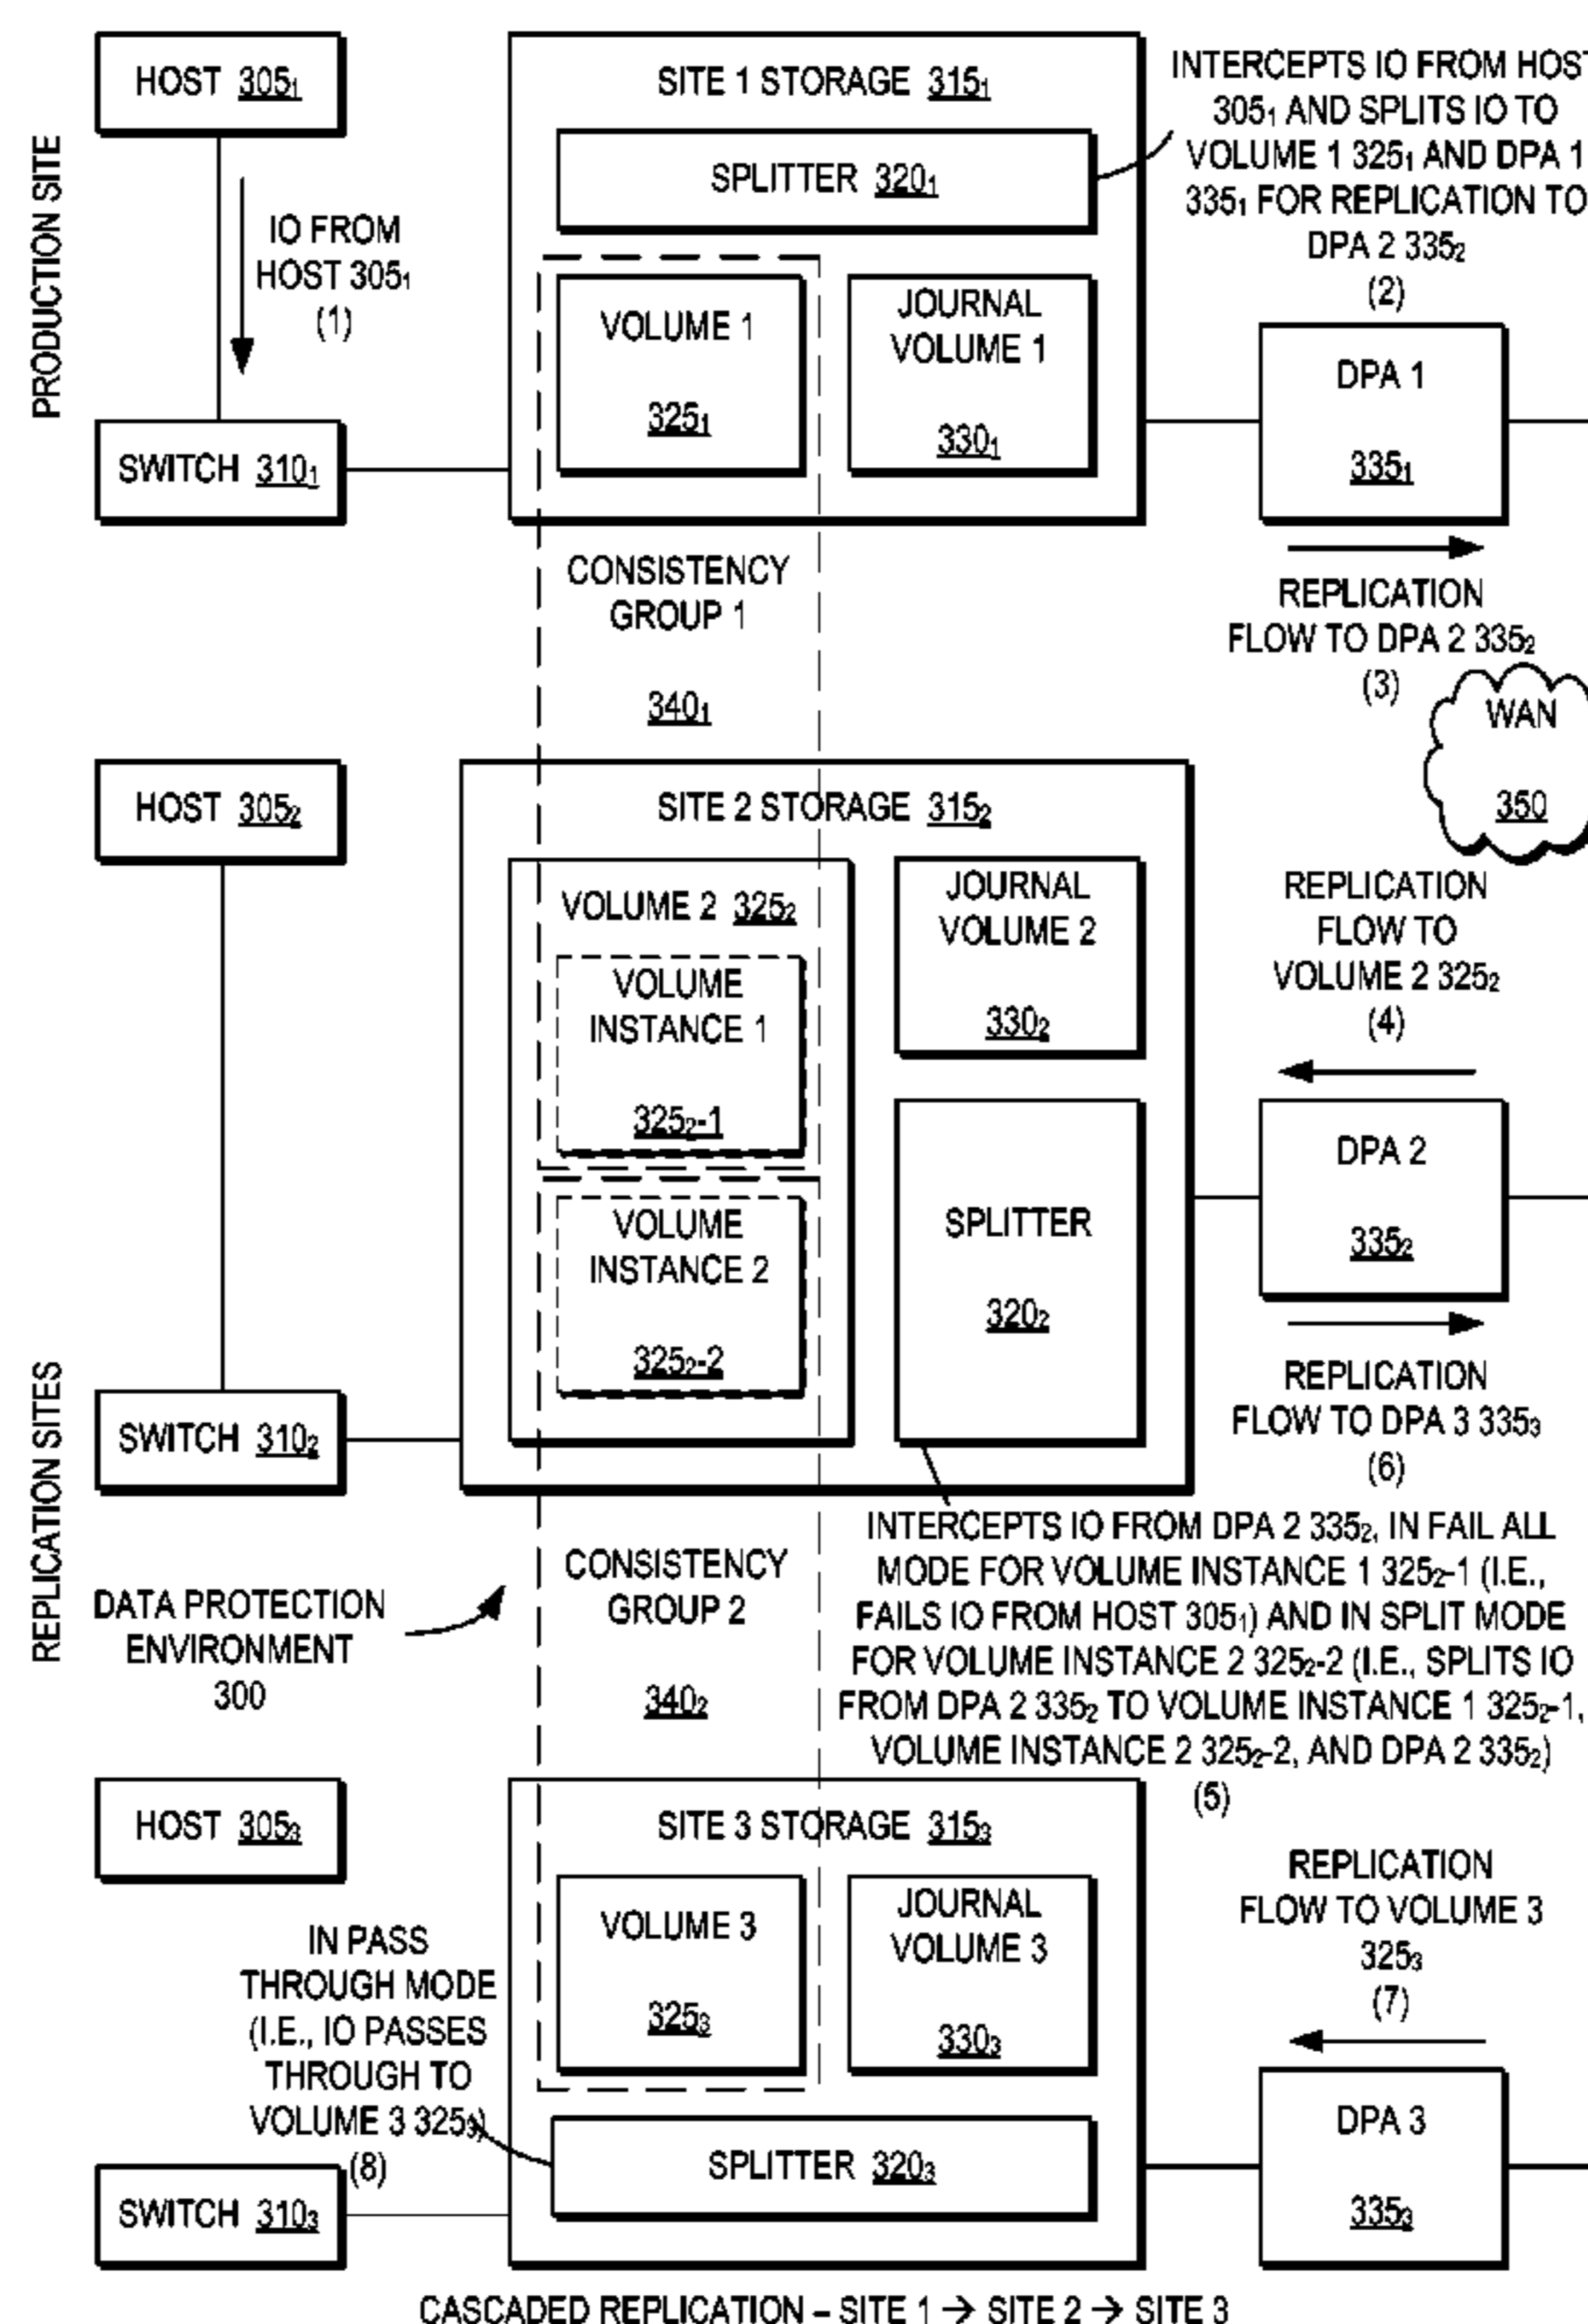 PRODUCTION SITE
HOST 305₁
IO FROM
HOST 305₁
(1)
SWITCH 310₁
SITE 1 STORAGE 315₁
SPLITTER 320₁
VOLUME 1
325₁
JOURNAL
VOLUME 1
330₁
INTERCEPTS IO FROM HOST
305₁ AND SPLITS IO TO
VOLUME 1 325₁ AND DPA 1
335₁ FOR REPLICATION TO
DPA 2 335₂
(2)
DPA 1
335₁
REPLICATION
FLOW TO DPA 2 335₂
(3)
CONSISTENCY
GROUP 1
340₁
WAN
350
REPLICATION SITES
HOST 305₂
SWITCH 310₂
SITE 2 STORAGE 315₂
VOLUME 2 325₂
VOLUME
INSTANCE 1
325₂-1
VOLUME
INSTANCE 2
325₂-2
JOURNAL
VOLUME 2
330₂
SPLITTER
320₂
REPLICATION
FLOW TO
VOLUME 2 325₂
(4)
DPA 2
335₂
REPLICATION
FLOW TO DPA 3 335₃
(6)
INTERCEPTS IO FROM DPA 2 335₂, IN FAIL ALL
MODE FOR VOLUME INSTANCE 1 325₂-1 (I.E.,
FAILS IO FROM HOST 305₁) AND IN SPLIT MODE
FOR VOLUME INSTANCE 2 325₂-2 (I.E., SPLITS IO
FROM DPA 2 335₂ TO VOLUME INSTANCE 1 325₂-1,
VOLUME INSTANCE 2 325₂-2, AND DPA 2 335₂)
(5)
CONSISTENCY
GROUP 2
340₂
DATA PROTECTION
ENVIRONMENT
300
HOST 305₃
IN PASS
THROUGH MODE
(I.E., IO PASSES
THROUGH TO
VOLUME 3 325₃)
(8)
SWITCH 310₃
SITE 3 STORAGE 315₃
VOLUME 3
325₃
JOURNAL
VOLUME 3
330₃
SPLITTER 320₃
REPLICATION
FLOW TO VOLUME 3
325₃
(7)
DPA 3
335₃
CASCADED REPLICATION – SITE 1 → SITE 2 → SITE 3